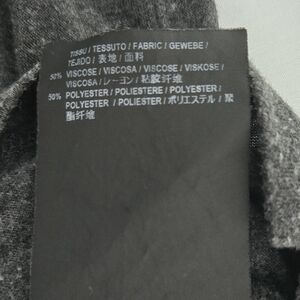 TISSU / TESSUTO / FABRIC / GEWEBE /
TEJIDO / 表地 / 面料
50% VISCOSE / VISCOSA / VISCOSE / VISKOSE /
VISCOSA / レーヨン / 粘胶纤维
50% POLYESTER / POLIESTERE / POLYESTER /
POLYESTER / POLIESTER / ポリエステル / 聚
酯纤维